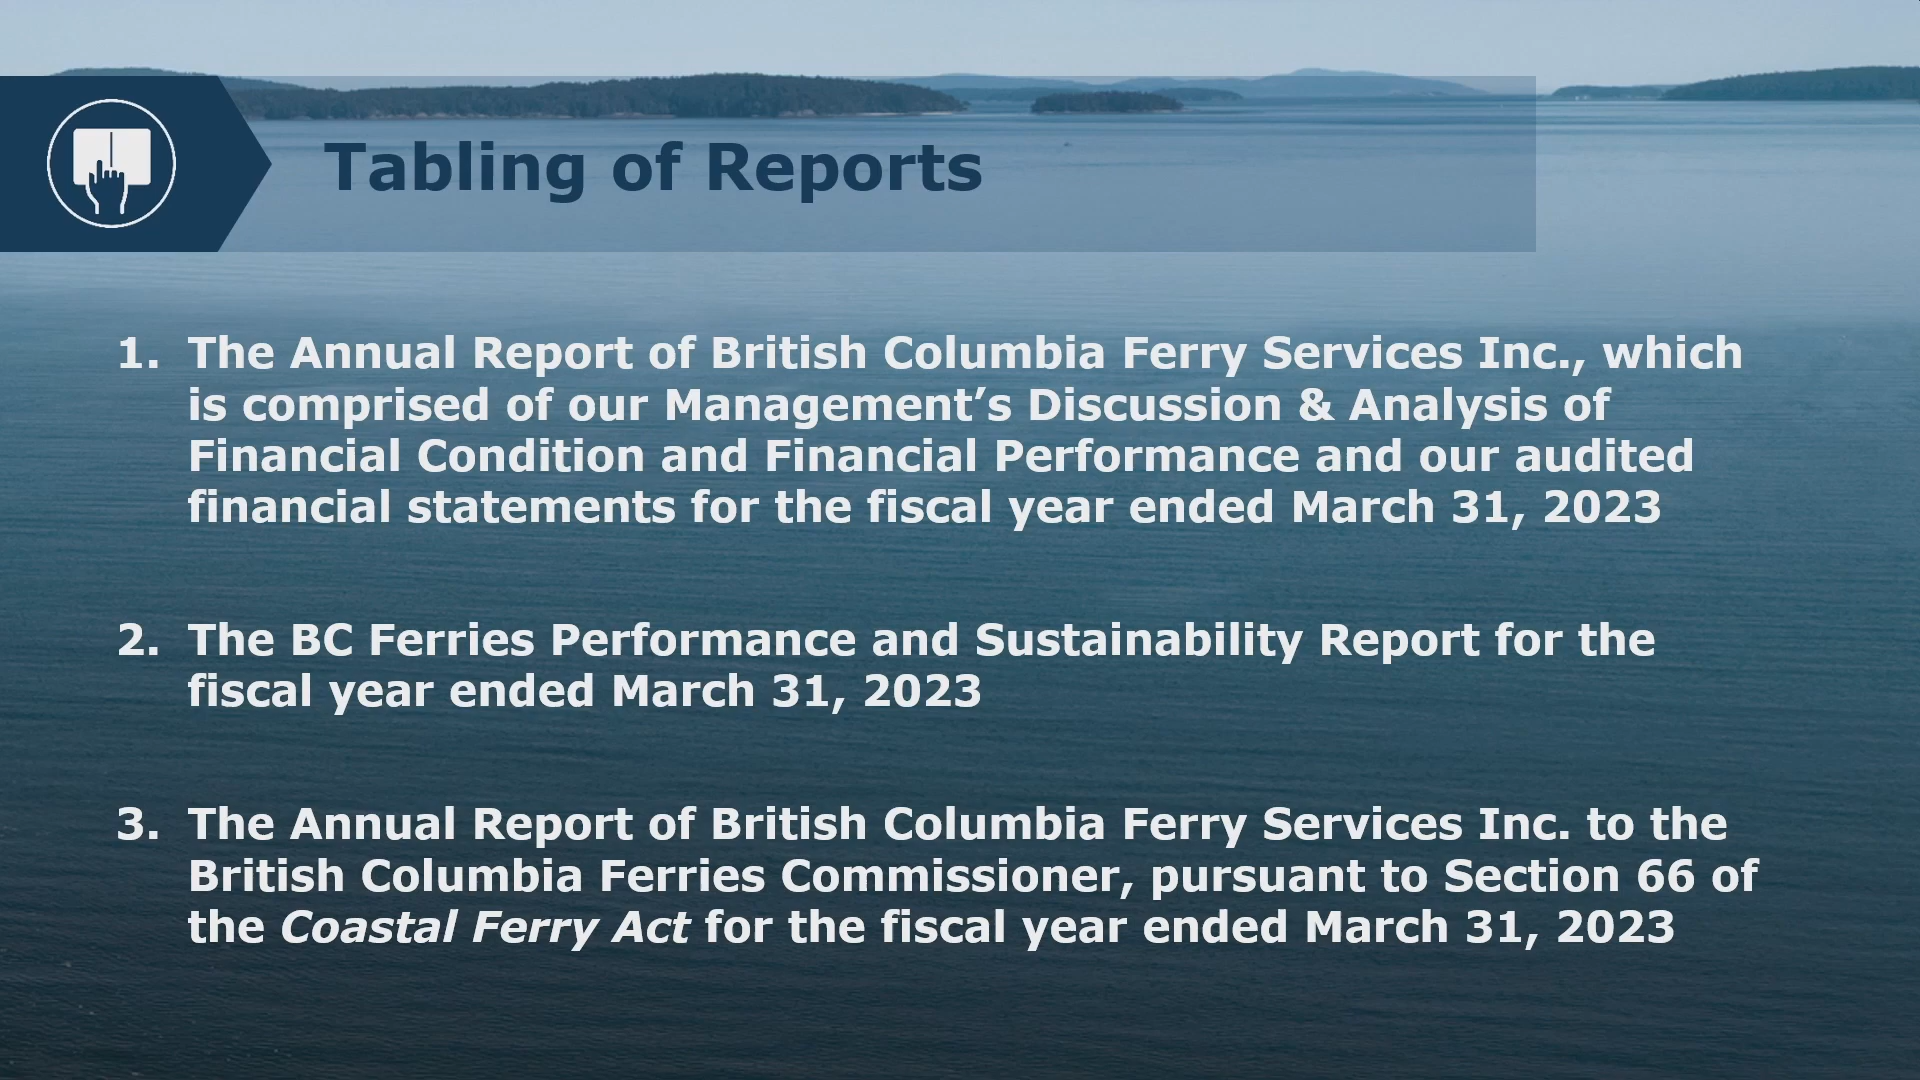 Tabling of Reports
1. The Annual Report of British Columbia Ferry Services Inc., which
is comprised of our Management’s Discussion & Analysis of
Financial Condition and Financial Performance and our audited
financial statements for the fiscal year ended March 31, 2023
2. The BC Ferries Performance and Sustainability Report for the
fiscal year ended March 31, 2023
3. The Annual Report of British Columbia Ferry Services Inc. to the
British Columbia Ferries Commissioner, pursuant to Section 66 of
the Coastal Ferry Act for the fiscal year ended March 31, 2023